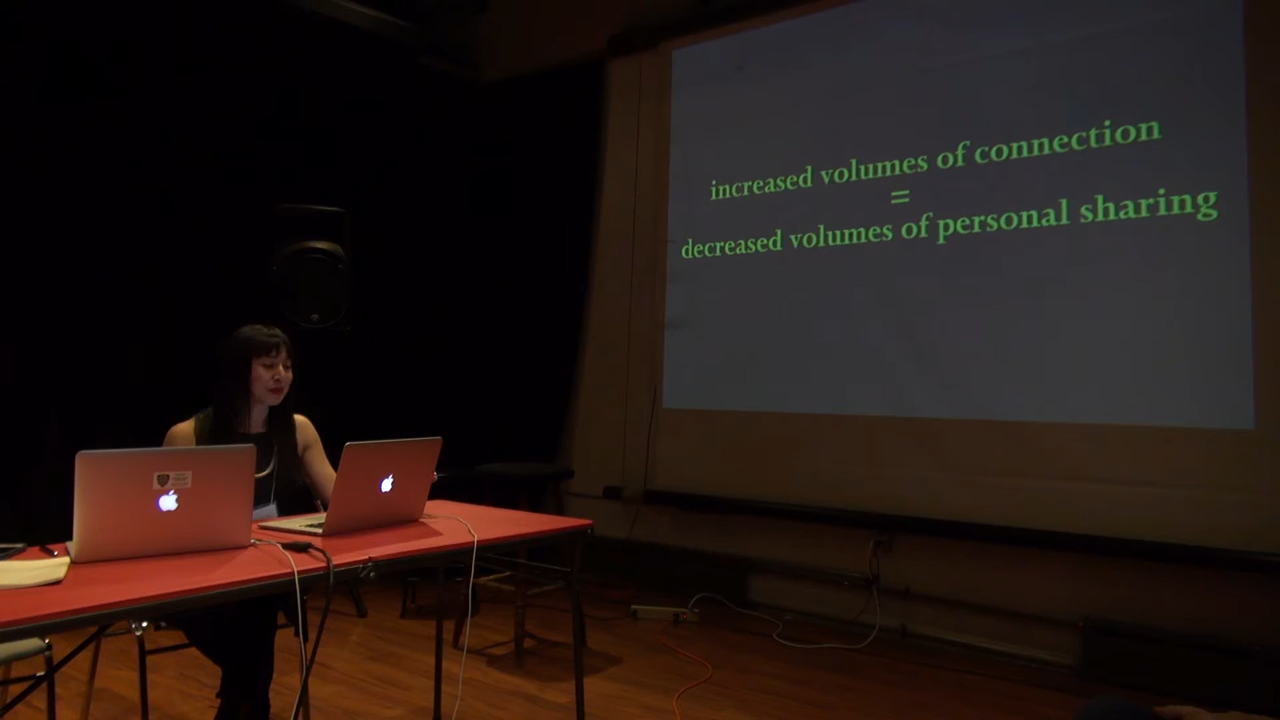 increased volumes of connection
=
decreased volumes of personal sharing